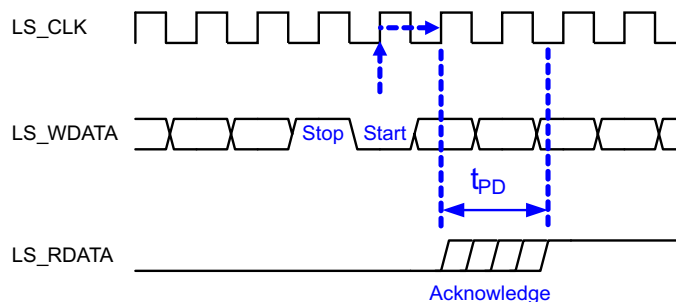 LS_CLK
LS_WDATA
Stop
Start
tPD
LS_RDATA
Acknowledge